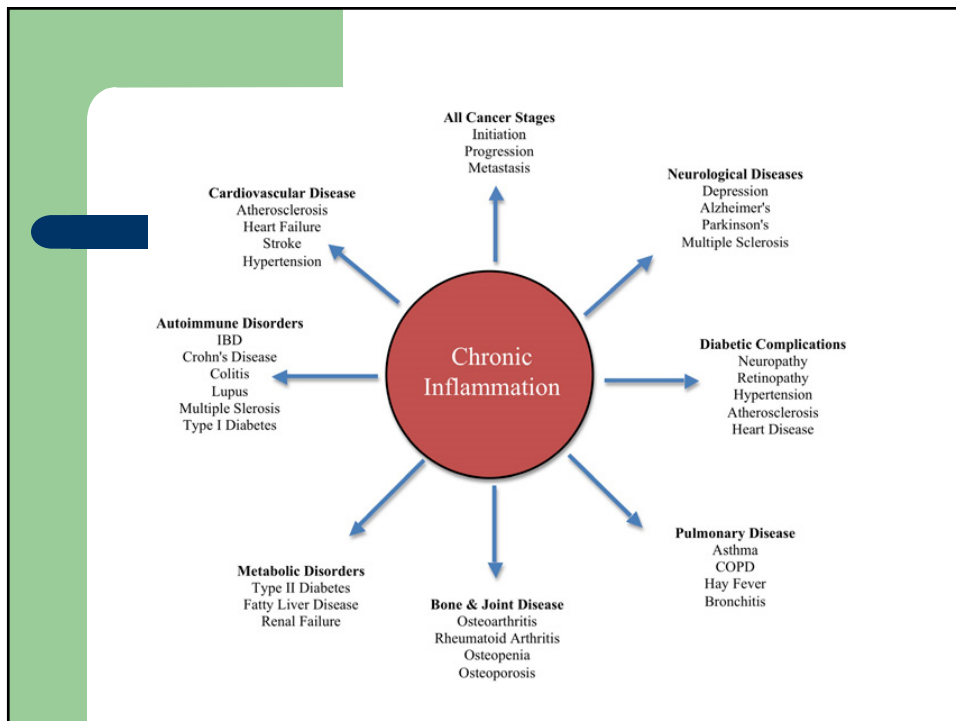 All Cancer Stages
Initiation
Progression
Metastasis
Neurological Diseases
Depression
Alzheimer's
Parkinson's
Multiple Sclerosis
Cardiovascular Disease
Atherosclerosis
Heart Failure
Stroke
Hypertension
Autoimmune Disorders
IBD
Crohn's Disease
Colitis
Lupus
Multiple Slerosis
Type I Diabetes
Chronic
Inflammation
Diabetic Complications
Neuropathy
Retinopathy
Hypertension
Atherosclerosis
Heart Disease
Pulmonary Disease
Asthma
COPD
Hay Fever
Bronchitis
Metabolic Disorders
Type II Diabetes
Fatty Liver Disease
Renal Failure
Bone & Joint Disease
Osteoarthritis
Rheumatoid Arthritis
Osteopenia
Osteoporosis